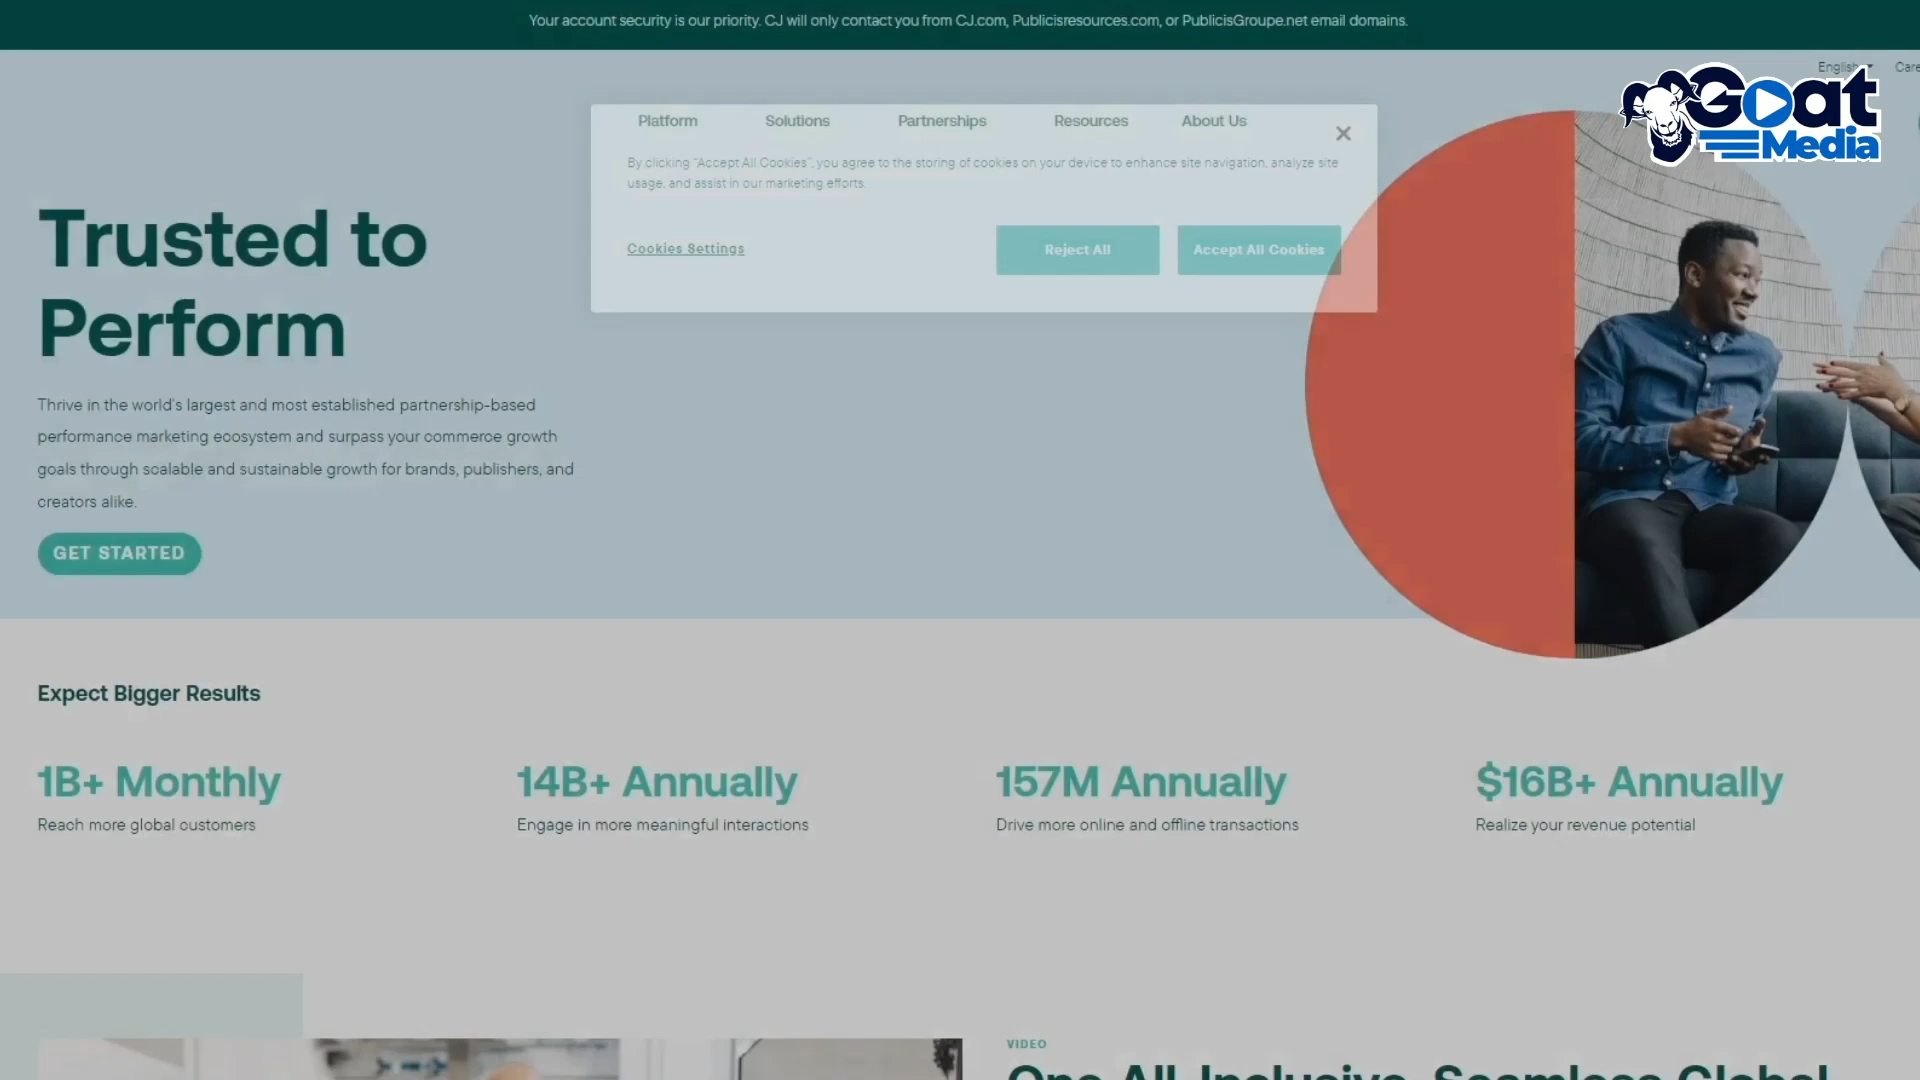 Your account security is our priority. CJ will only contact you from CJ.com, Publicisresources.com, or PublicisGroupe.net email domains.
English
Goat
Media
Platform
Solutions
Partnerships
Resources
About Us
By clicking “Accept All Cookies”, you agree to the storing of cookies on your device to enhance site navigation, analyze site
usage, and assist in our marketing efforts.
Cookies Settings
Reject All
Accept All Cookies
Trusted to
Perform
Thrive in the world's largest and most established partnership-based
performance marketing ecosystem and surpass your commerce growth
goals through scalable and sustainable growth for brands, publishers, and
creators alike.
GET STARTED
Expect Bigger Results
1B+ Monthly
Reach more global customers
14B+ Annually
Engage in more meaningful interactions
157M Annually
Drive more online and offline transactions
$16B+ Annually
Realize your revenue potential
VIDEO
One All-Inclusive, Seamless Global